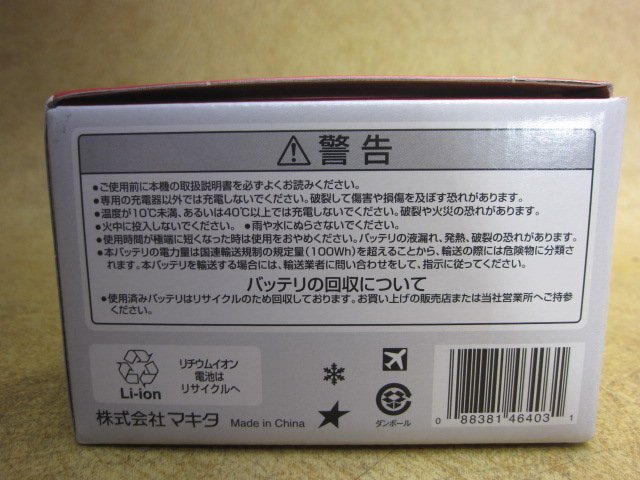 警告
●ご使用前に本機の取扱説明書を必ずよくお読みください。
●専用の充電器以外では充電しないでください。破裂して傷害や損傷を及ぼす恐れがあります。
●温度が10℃未満、あるいは40℃以上では充電しないでください。破裂や火災の恐れがあります。
●火中に投入しないでください。 ●雨や水にぬらさないでください。
●使用時間が極端に短くなった時は使用をおやめください。バッテリの液漏れ、発熱、破裂の恐れがあります。
●本バッテリの電力量は国連輸送規制の規定量(100Wh)を超えることから、輸送の際には危険物に分類されます。本バッテリを輸送する場合には、輸送業者に問い合わせをして、指示に従ってください。
バッテリの回収について
●使用済みバッテリはリサイクルのため回収しております。お買い上げの販売店または当社営業所へご持参ください。
Li-ion
リチウムイオン
電池は
リサイクルへ
株式会社マキタ Made in China
ダンボール
0 88381 46403 1